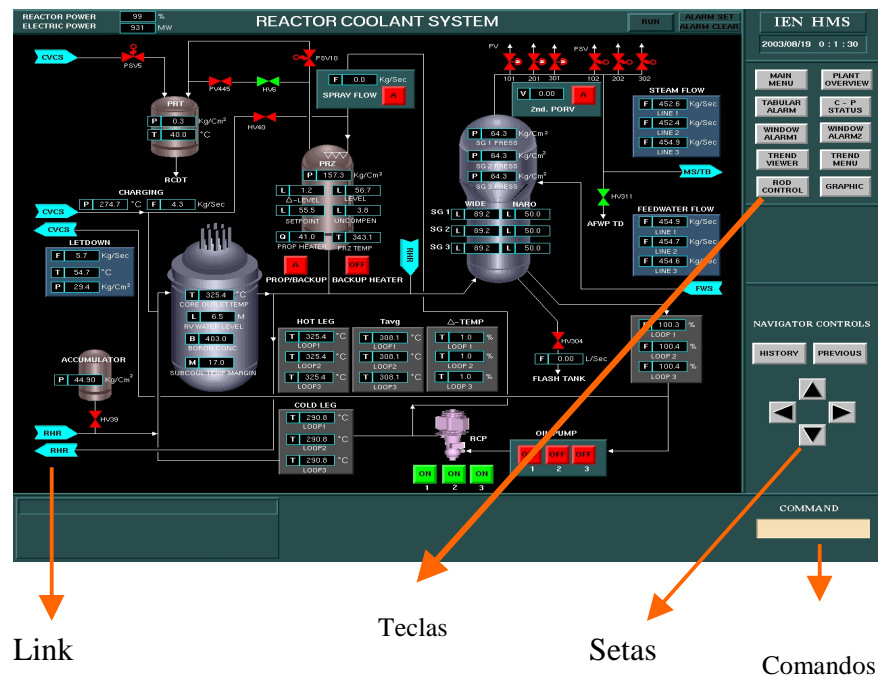 REACTOR POWER 99 %
ELECTRIC POWER 931 MW
REACTOR COOLANT SYSTEM
RUN
ALARM SET
ALARM CLEAR
IEN HMS
2003/08/19 0 : 1 : 30
MAIN MENU
PLANT OVERVIEW
TABULAR ALARM
C - P STATUS
WINDOW ALARM1
WINDOW ALARM2
TREND VIEWER
TREND MENU
ROD CONTROL
GRAPHIC
NAVIGATOR CONTROLS
HISTORY
PREVIOUS
COMMAND
CVCS
PSV5
PV445
HV6
PSV10
HV40
PRT
P 0.3 Kg/Cm²
T 40.0 °C
RCDT
F 0.0 Kg/Sec
SPRAY FLOW A
PV
PSV
101 201 301 102 202 302
V 0.00 A
2nd. PORV
STEAM FLOW
F 452.6 Kg/Sec
LINE 1
F 452.4 Kg/Sec
LINE 2
F 454.9 Kg/Sec
LINE 3
MS/TB
HV311
AFWP TD
FEEDWATER FLOW
F 454.9 Kg/Sec
LINE 1
F 454.7 Kg/Sec
LINE 2
F 454.6 Kg/Sec
LINE 3
FWS
P 64.3 Kg/Cm²
SG 1 PRESS
P 64.3 Kg/Cm²
SG 2 PRESS
P 64.3 Kg/Cm²
SG 3 PRESS
WIDE NARO
SG 1 L 89.2 L 50.0
SG 2 L 89.2 L 50.0
SG 3 L 89.2 L 50.0
PRZ
P 157.3 Kg/Cm²
L 1.2 L 56.7
△-LEVEL LEVEL
L 55.5 L 3.8
SETPOINT UNCOMPEN
Q 41.0 T 343.1
PROP HEATER PRZ TEMP
A OFF
PROP/BACKUP BACKUP HEATER
RHR
CHARGING
P 274.7 °C F 4.3 Kg/Sec
CVCS
CVCS
LETDOWN
F 5.7 Kg/Sec
T 54.7 °C
P 29.4 Kg/Cm²
T 325.4 °C
CORE OUTLET TEMP
L 6.5 M
RV WATER LEVEL
B 403.0
BORON CONC
M 17.0
SUBCOOL TEMP MARGIN
ACCUMULATOR
P 44.90 Kg/Cm²
HV39
RHR
RHR
HOT LEG
T 325.4 °C
LOOP1
T 325.4 °C
LOOP2
T 325.4 °C
LOOP3
Tavg
T 308.1 °C
LOOP1
T 308.1 °C
LOOP2
T 308.1 °C
LOOP3
△-TEMP
T 1.0 %
LOOP 1
T 1.0 %
LOOP 2
T 1.0 %
LOOP 3
HV304
F 0.00 L/Sec
FLASH TANK
F 100.3 %
LOOP 1
F 100.4 %
LOOP 2
F 100.4 %
LOOP 3
COLD LEG
T 290.8 °C
LOOP1
T 290.8 °C
LOOP2
T 290.8 °C
LOOP3
RCP
ON ON ON
1 2 3
OIL PUMP
OFF OFF
1 2 3
Link
Teclas
Setas
Comandos